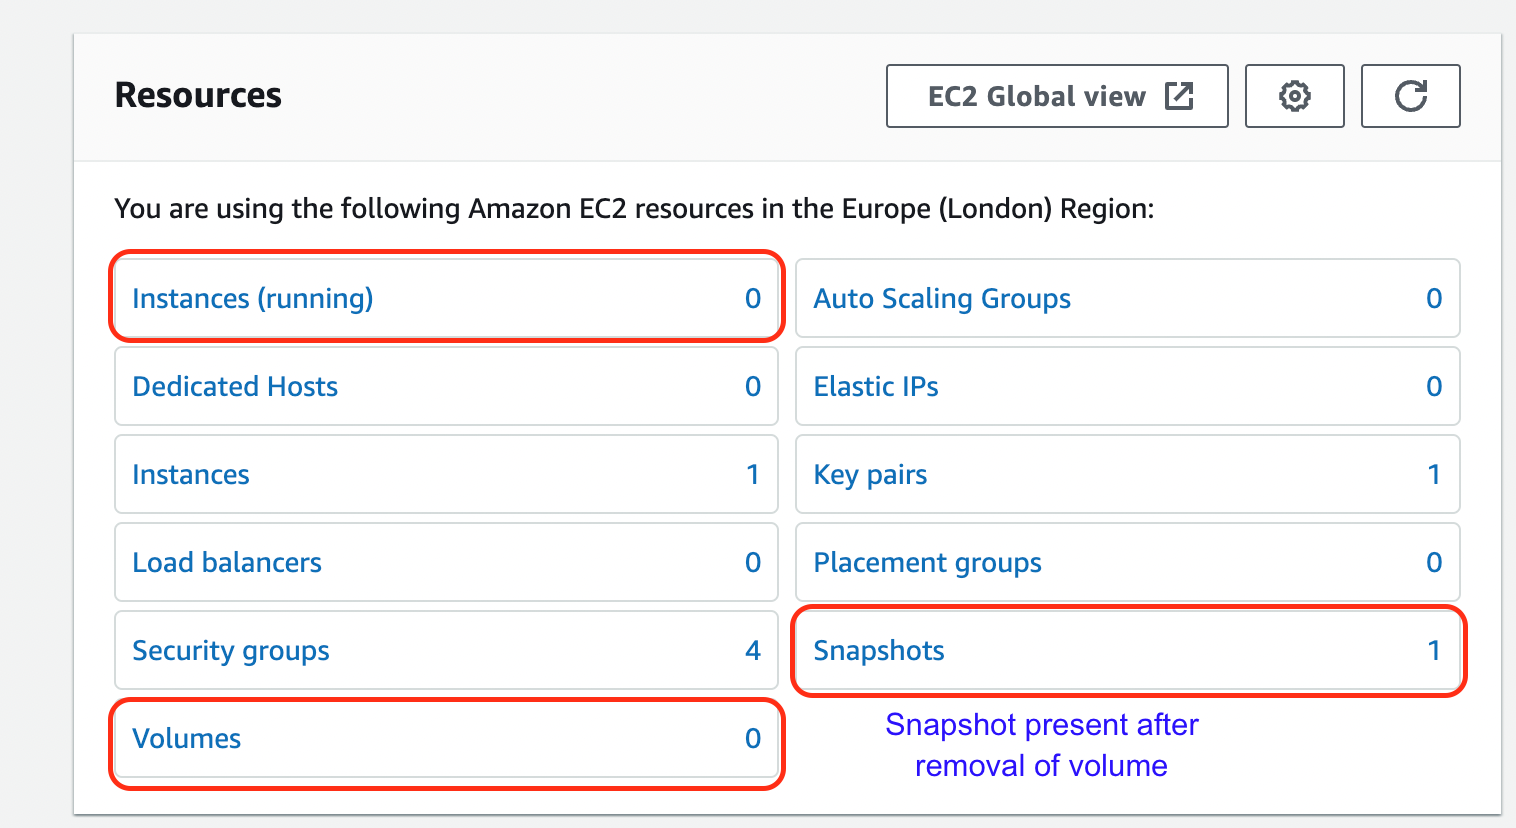 Resources
EC2 Global view
You are using the following Amazon EC2 resources in the Europe (London) Region:
Instances (running) 0
Auto Scaling Groups 0
Dedicated Hosts 0
Elastic IPs 0
Instances 1
Key pairs 1
Load balancers 0
Placement groups 0
Security groups 4
Snapshots 1
Volumes 0
Snapshot present after
removal of volume